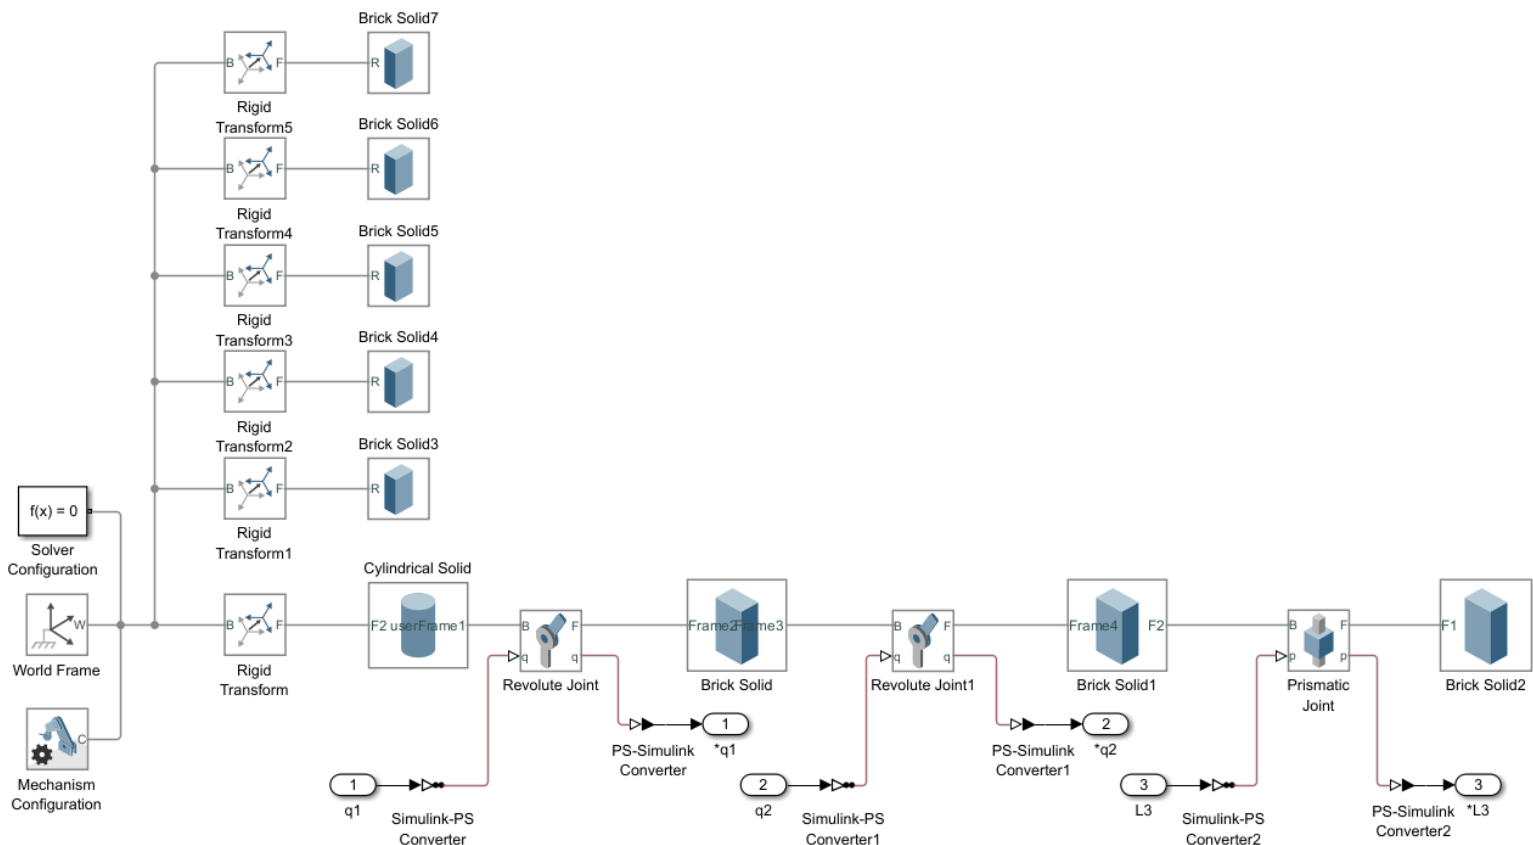 Brick Solid7
B
F
R
Rigid
Transform5
Brick Solid6
B
F
R
Rigid
Transform4
Brick Solid5
B
F
R
Rigid
Transform3
Brick Solid4
B
F
R
Rigid
Transform2
Brick Solid3
B
F
R
Rigid
Transform1
f(x) = 0
Solver
Configuration
W
World Frame
C
Mechanism
Configuration
B
F
Rigid
Transform
Cylindrical Solid
F2 userFrame1
B
F
q
q
Revolute Joint
Frame2
Frame3
Brick Solid
B
F
q
q
Revolute Joint1
Frame4
F2
Brick Solid1
B
F
p
p
Prismatic
Joint
F1
Brick Solid2
1
*q1
PS-Simulink
Converter
2
*q2
PS-Simulink
Converter1
1
q1
Simulink-PS
Converter
2
q2
Simulink-PS
Converter1
3
L3
Simulink-PS
Converter2
3
*L3
PS-Simulink
Converter2